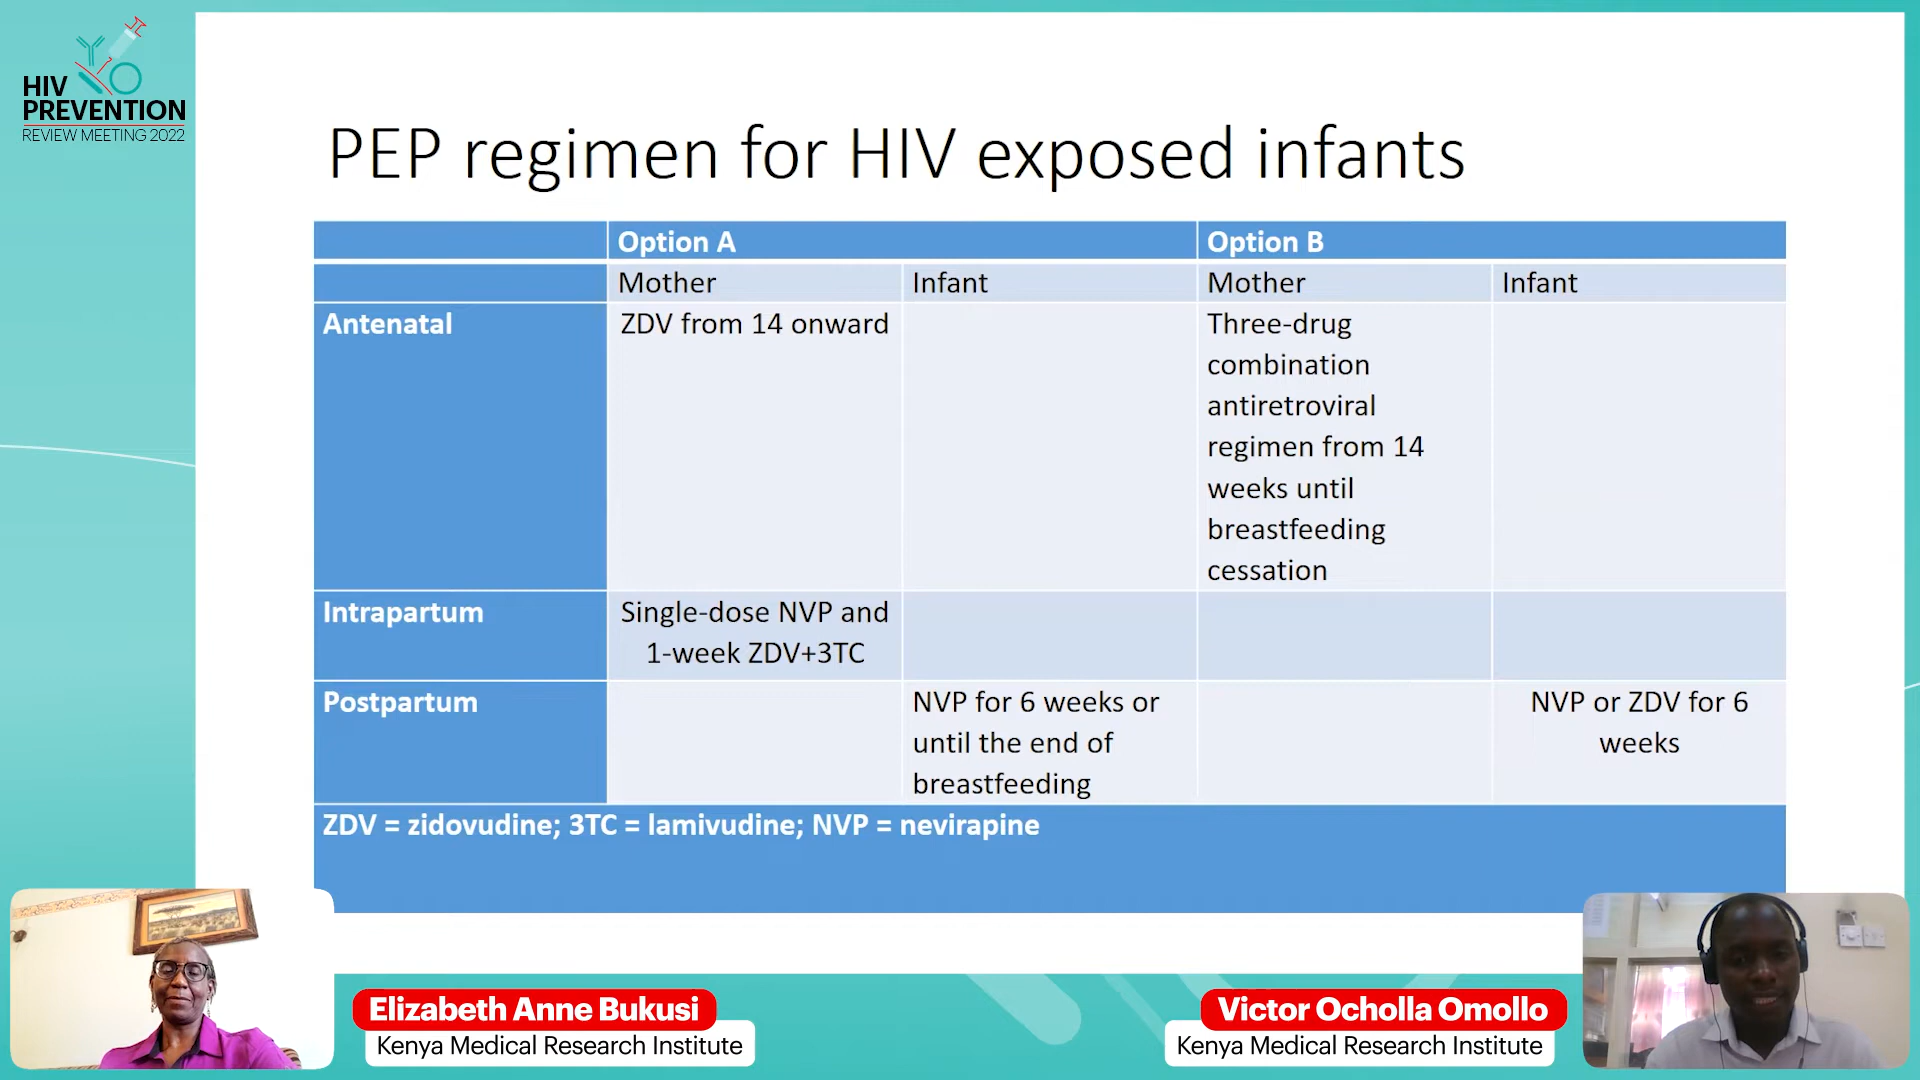 HIV
PREVENTION
REVIEW MEETING 2022
PEP regimen for HIV exposed infants
Option A
Option B
Mother
Infant
Mother
Infant
Antenatal
ZDV from 14 onward
Three-drug
combination
antiretroviral
regimen from 14
weeks until
breastfeeding
cessation
Intrapartum
Single-dose NVP and
1-week ZDV+3TC
Postpartum
NVP for 6 weeks or
until the end of
breastfeeding
NVP or ZDV for 6
weeks
ZDV = zidovudine; 3TC = lamivudine; NVP = nevirapine
Elizabeth Anne Bukusi
Kenya Medical Research Institute
Victor Ocholla Omollo
Kenya Medical Research Institute